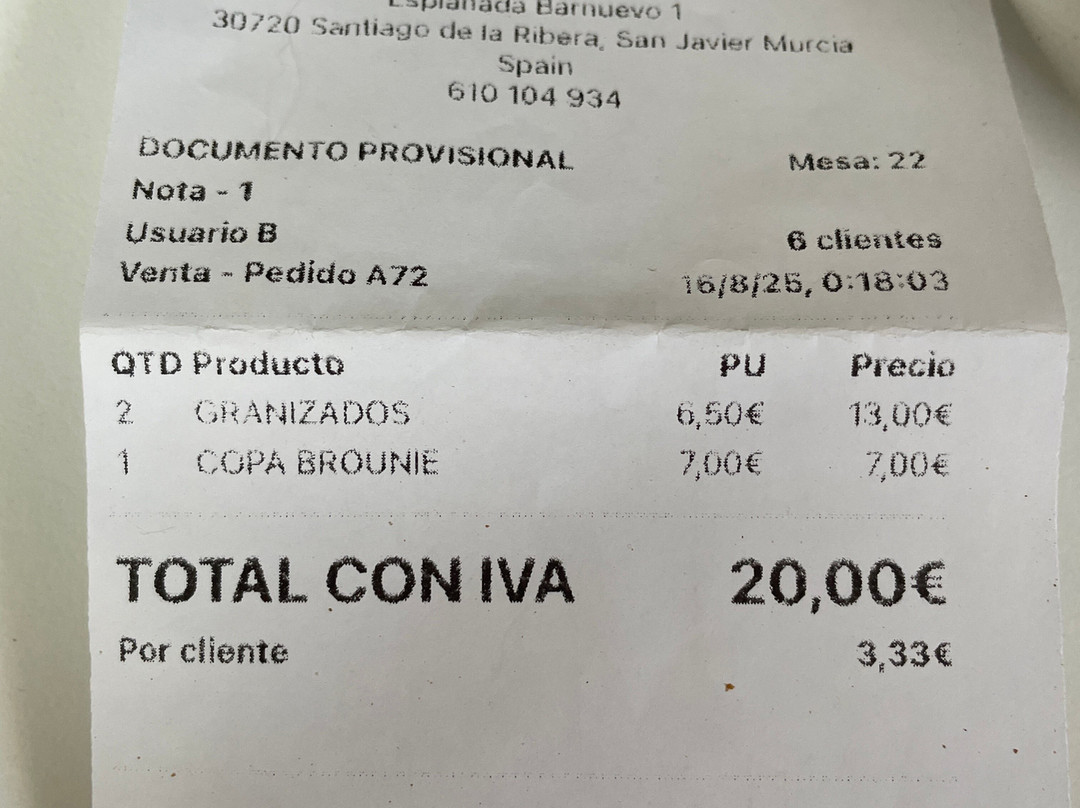 Esplanada Barnuevo 1
30720 Santiago de la Ribera, San Javier Murcia
Spain
610 104 934
DOCUMENTO PROVISIONAL Mesa: 22
Nota - 1
Usuario B 6 clientes
Venta - Pedido A72 16/8/25, 0:18:03
QTD Producto PU Precio
2 GRANIZADOS 6,50€ 13,00€
1 COPA BROUNIE 7,00€ 7,00€
TOTAL CON IVA 20,00€
Por cliente 3,33€